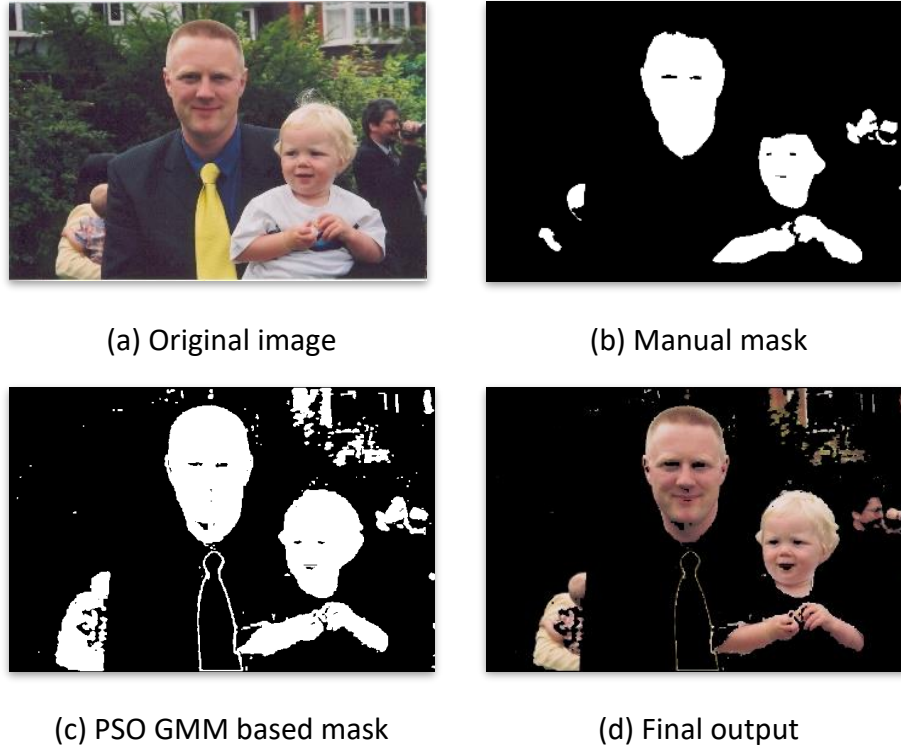 (a) Original image
(b) Manual mask
(c) PSO GMM based mask
(d) Final output